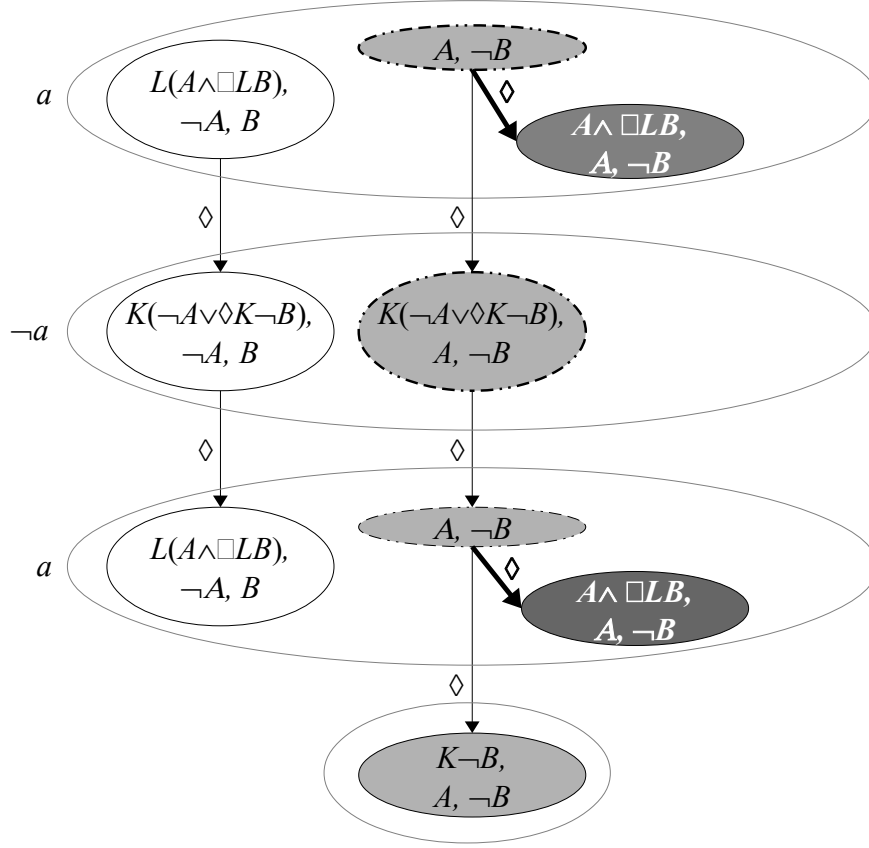 A, ¬B
◊
a
L(A∧□LB),
¬A, B
A∧ □LB,
A, ¬B
◊
◊
¬a
K(¬A∨◊K¬B),
¬A, B
K(¬A∨◊K¬B),
A, ¬B
◊
◊
A, ¬B
◊
a
L(A∧□LB),
¬A, B
A∧ □LB,
A, ¬B
◊
K¬B,
A, ¬B